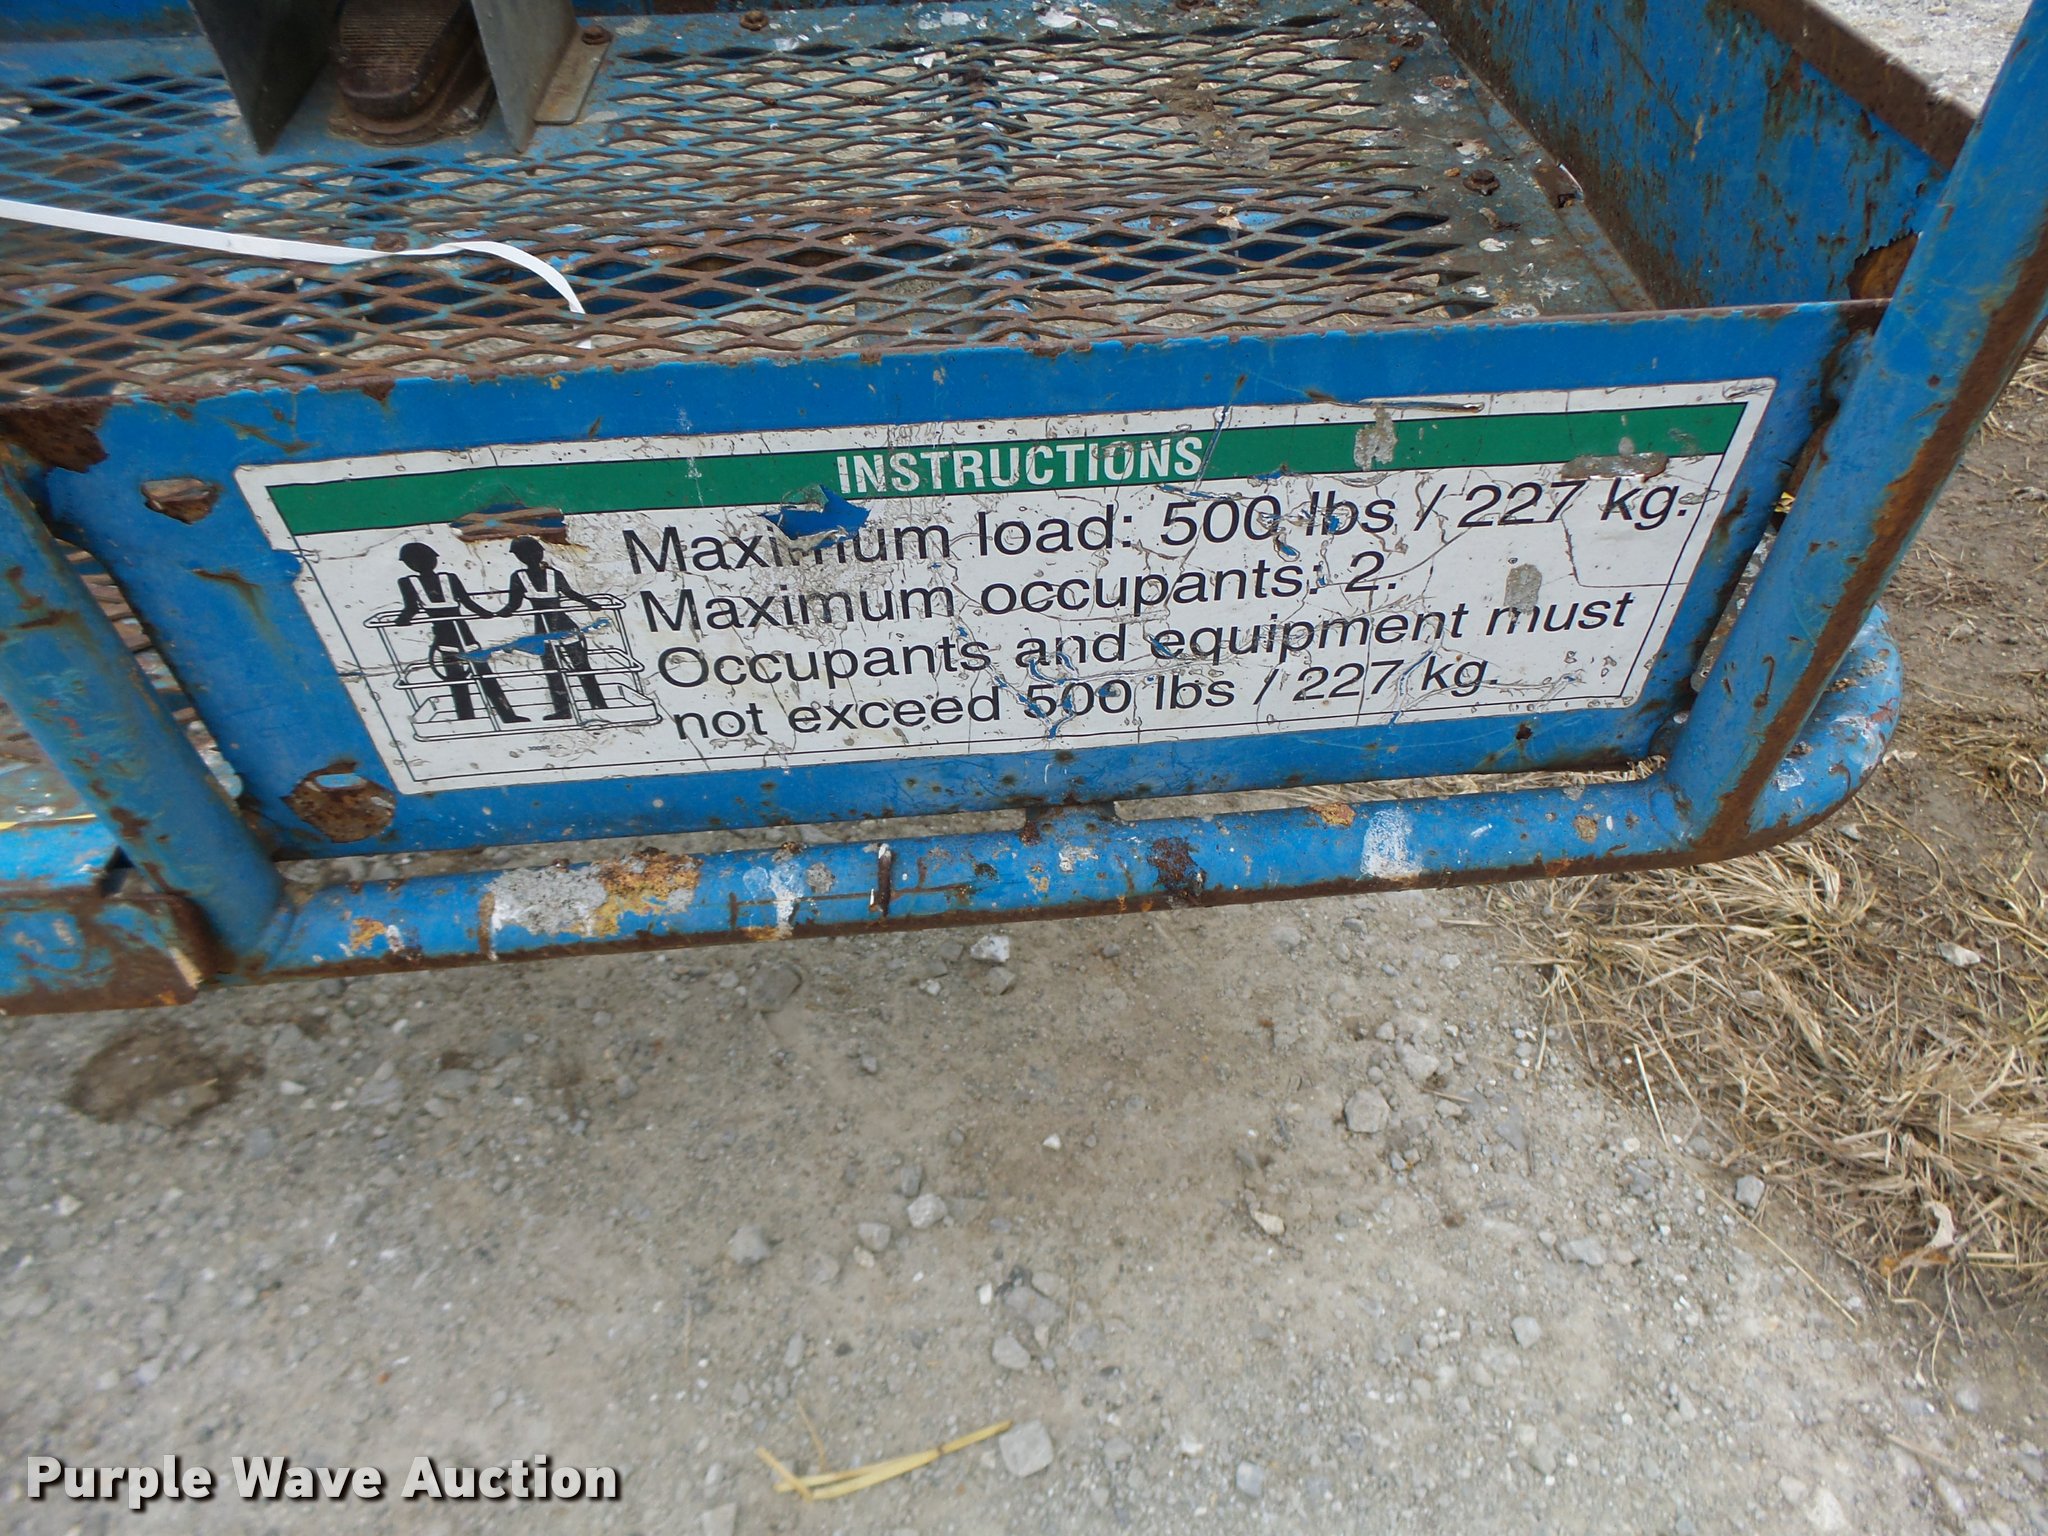 INSTRUCTIONS
Maximum load: 500 lbs / 227 kg.
Maximum occupants: 2.
Occupants and equipment must
not exceed 500 lbs / 227 kg.
Purple Wave Auction